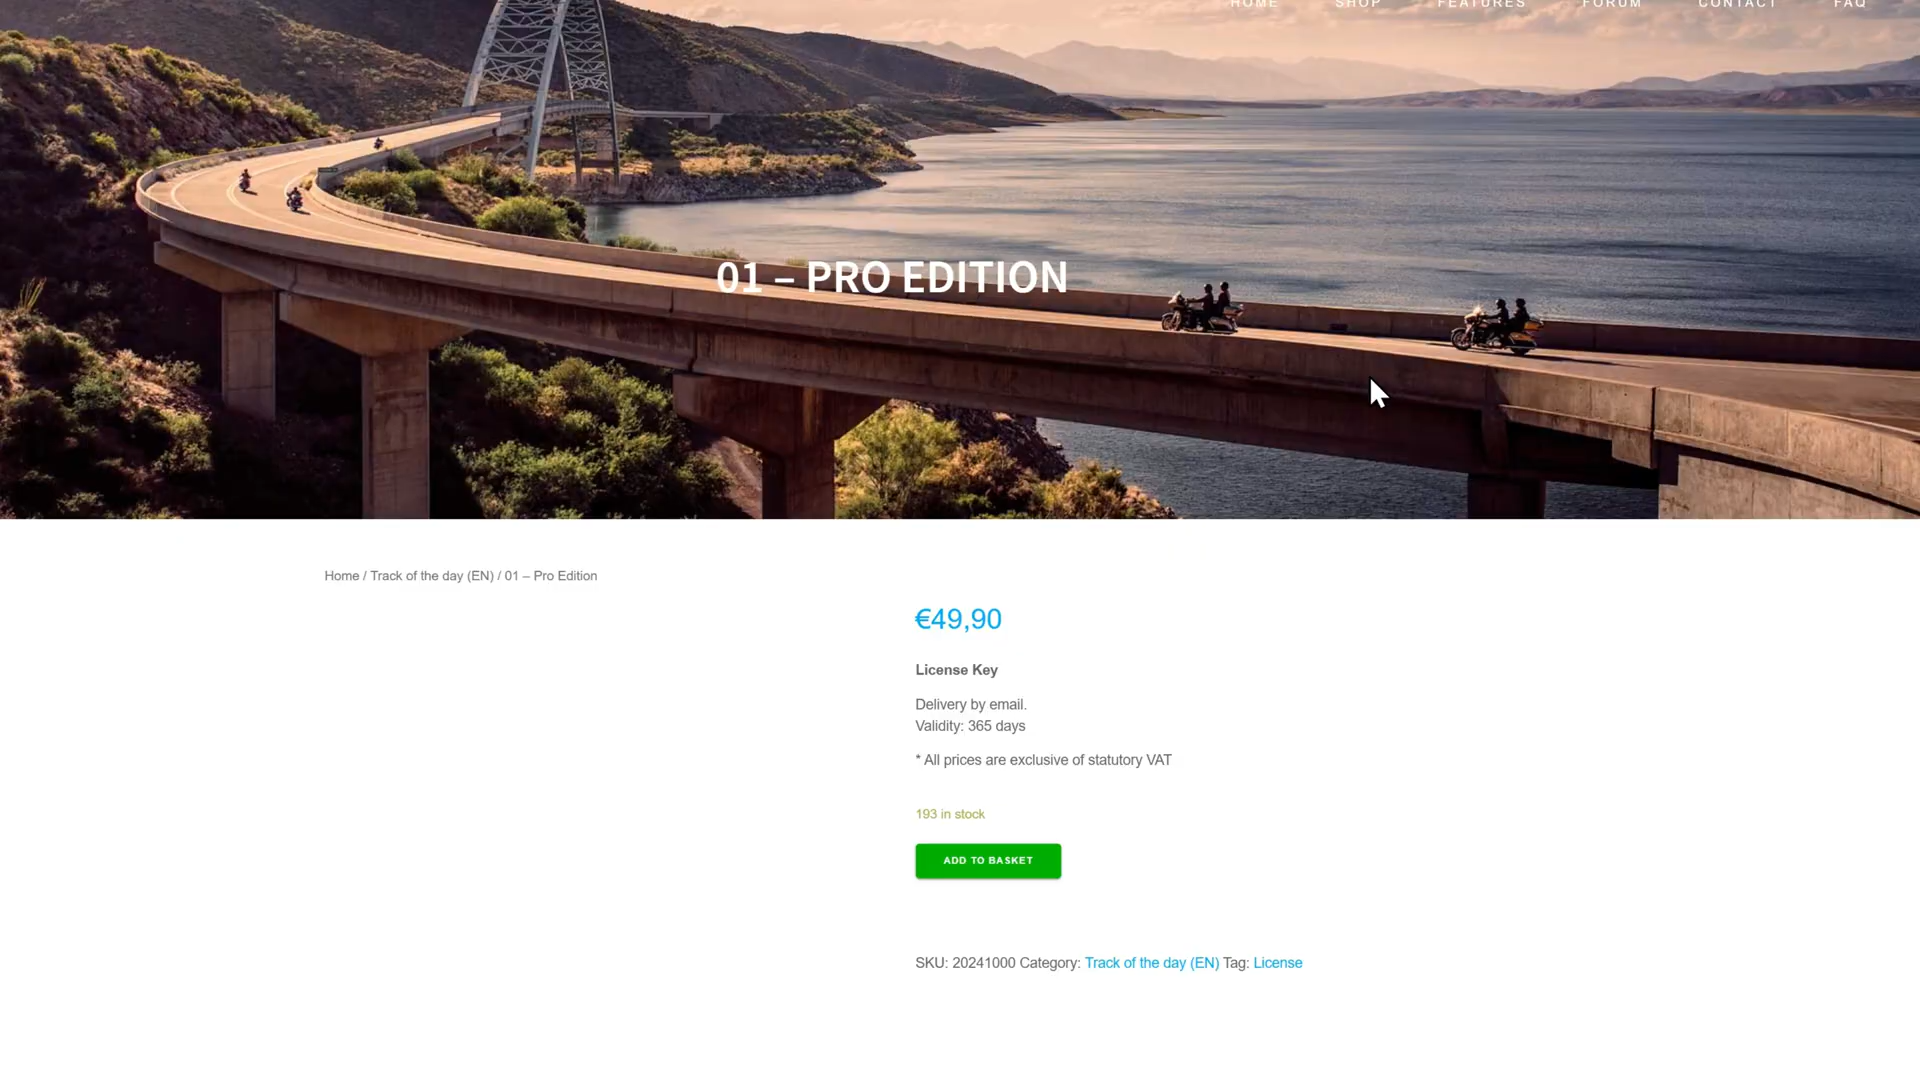 HOME SHOP FEATURES FORUM CONTACT FAQ
01 – PRO EDITION
Home / Track of the day (EN) / 01 – Pro Edition
€49,90
License Key
Delivery by email.
Validity: 365 days
* All prices are exclusive of statutory VAT
193 in stock
ADD TO BASKET
SKU: 20241000 Category: Track of the day (EN) Tag: License